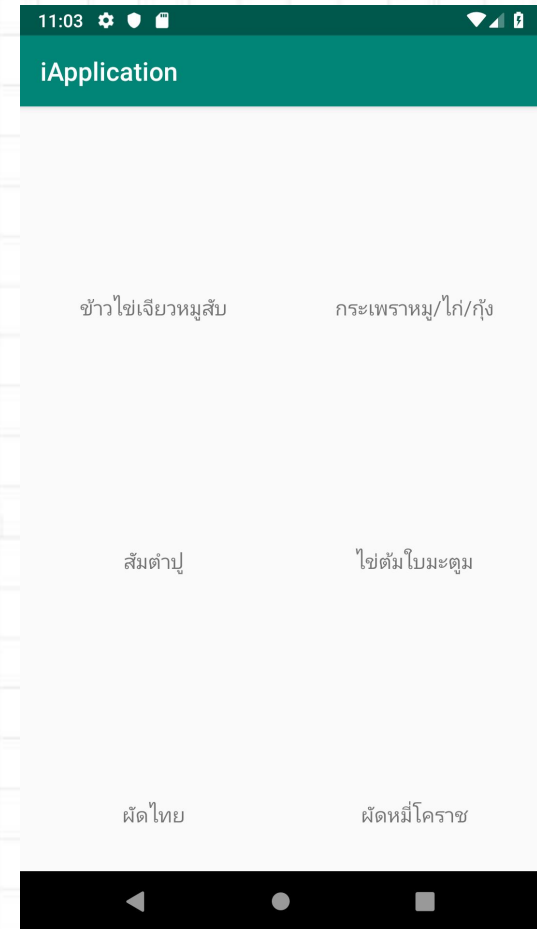 11:03
iApplication
ข้าวไข่เจียวหมูสับ
กระเพราหมู/ไก่/กุ้ง
ส้มตำปู
ไข่ต้มใบมะตูม
ผัดไทย
ผัดหมี่โคราช